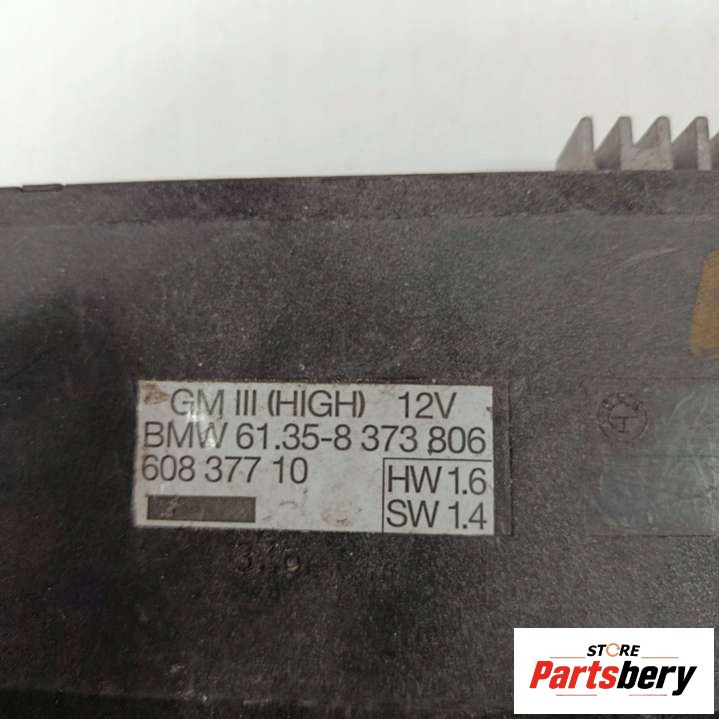 GM III (HIGH) 12V
BMW 61.35-8 373 806
608 377 10
HW 1.6
SW 1.4
STORE
Partsbery